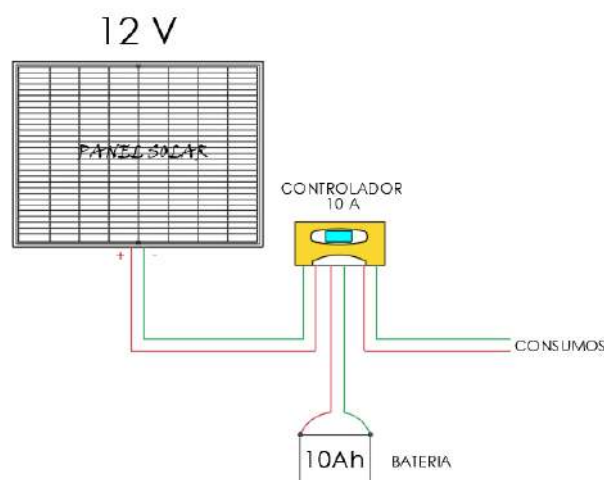 12 V
PANEL SOLAR
CONTROLADOR
10 A
+ -
CONSUMOS
10Ah
BATERIA